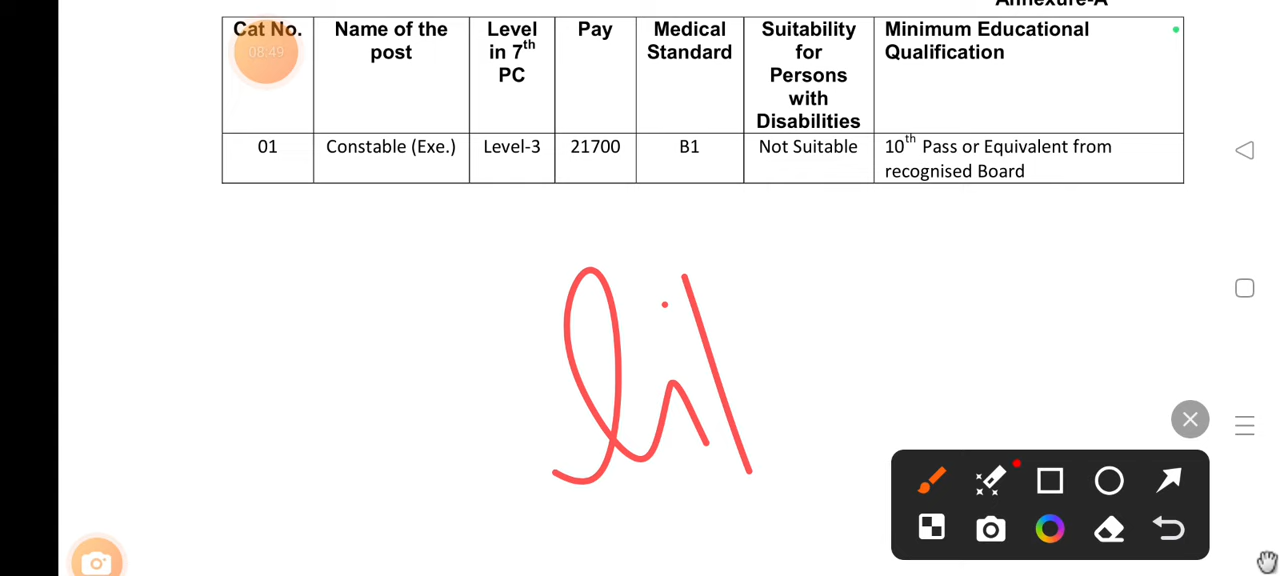 Annexure-A
Cat No. Name of the post Level in 7th PC Pay Medical Standard Suitability for Persons with Disabilities Minimum Educational Qualification
08:49
01 Constable (Exe.) Level-3 21700 B1 Not Suitable 10th Pass or Equivalent from recognised Board